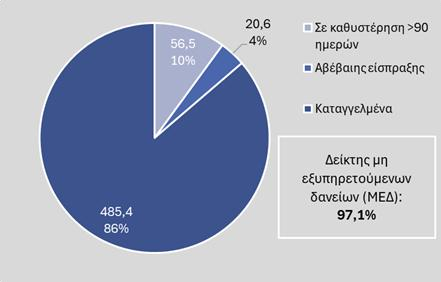 56,5
10%
20,6
4%
485,4
86%
Σε καθυστέρηση >90
ημερών
Αβέβαιης είσπραξης
Καταγγελμένα
Δείκτης μη
εξυπηρετούμενων
δανείων (ΜΕΔ):
97,1%